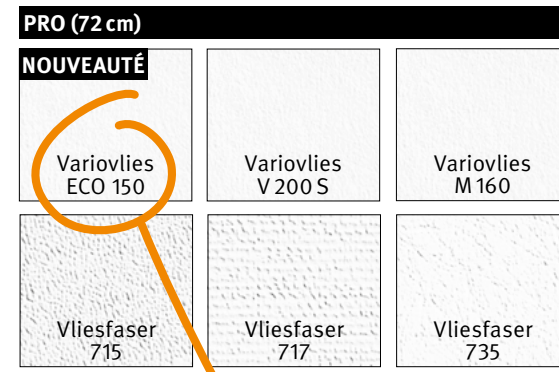 PRO (72 cm)
NOUVEAUTÉ
Variovlies
ECO 150
Variovlies
V 200 S
Variovlies
M 160
Vliesfaser
715
Vliesfaser
717
Vliesfaser
735